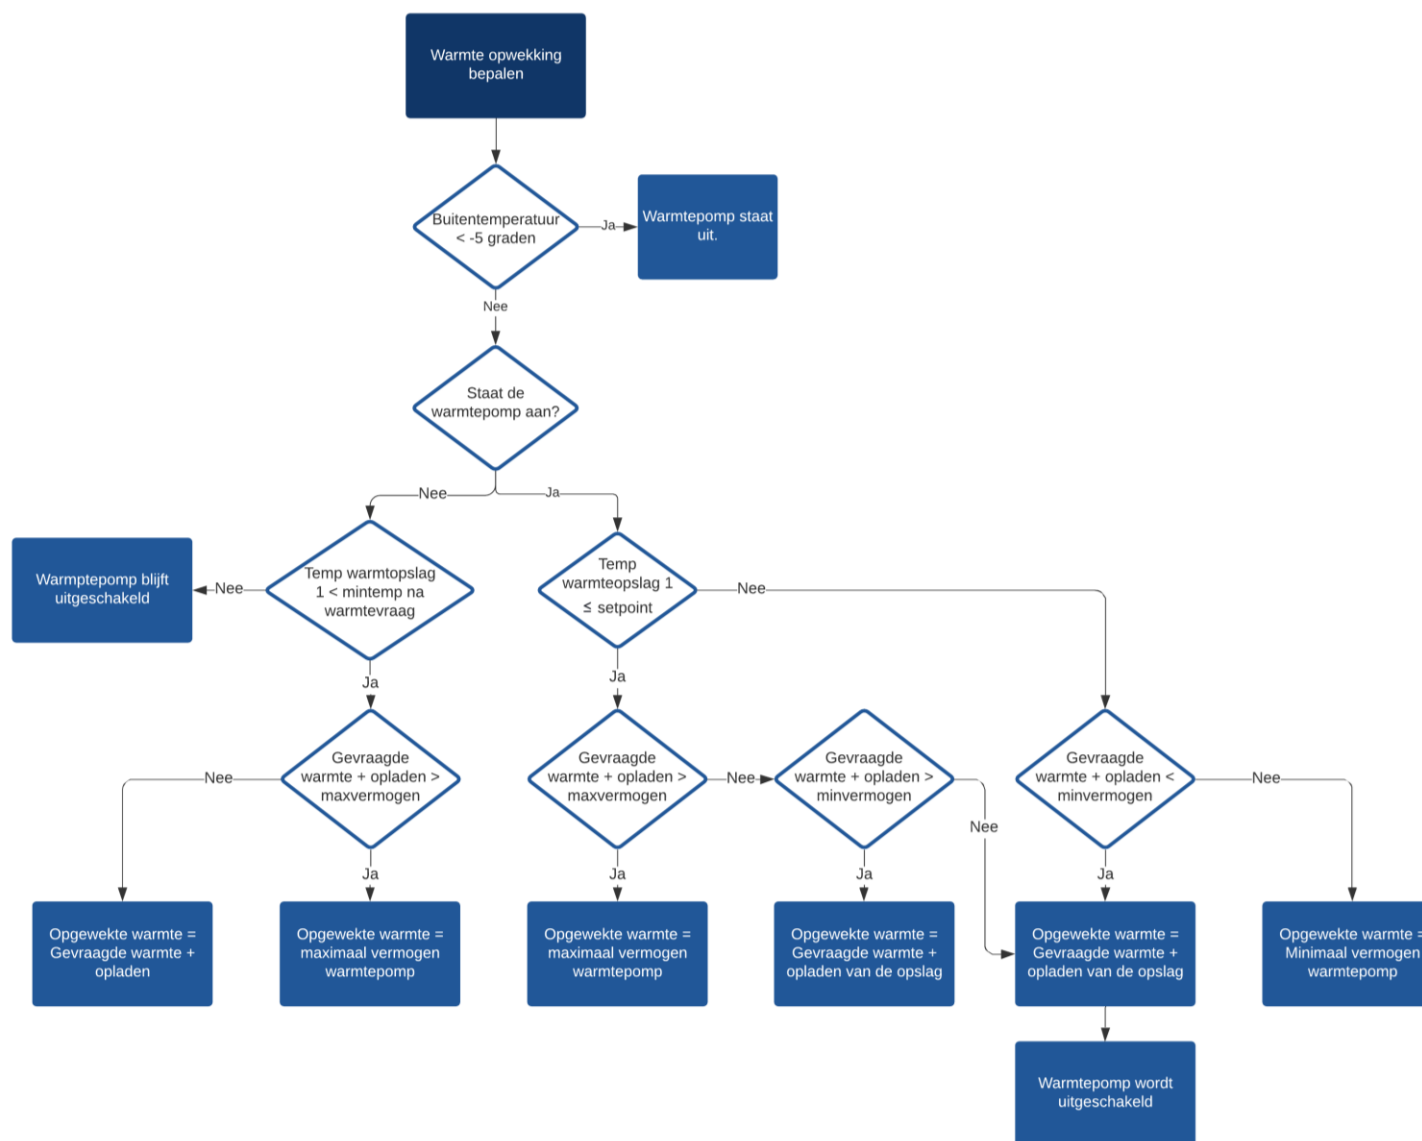 Warmte opwekking
bepalen
Buitentemperatuur
< -5 graden
Ja
Warmtepomp staat
uit.
Nee
Staat de
warmtepomp aan?
Nee
Ja
Warmptepomp blijft
uitgeschakeld
Nee
Temp warmtopslag
1 < mintemp na
warmtevraag
Temp
warmteopslag 1
≤ setpoint
Nee
Ja
Ja
Nee
Gevraagde
warmte + opladen >
maxvermogen
Gevraagde
warmte + opladen >
maxvermogen
Nee
Gevraagde
warmte + opladen >
minvermogen
Nee
Gevraagde
warmte + opladen <
minvermogen
Nee
Ja
Ja
Ja
Ja
Opgewekte warmte =
Gevraagde warmte +
opladen
Opgewekte warmte =
maximaal vermogen
warmtepomp
Opgewekte warmte =
maximaal vermogen
warmtepomp
Opgewekte warmte =
Gevraagde warmte +
opladen van de opslag
Opgewekte warmte =
Gevraagde warmte +
opladen van de opslag
Opgewekte warmte =
Minimaal vermogen
warmtepomp
Warmtepomp wordt
uitgeschakeld